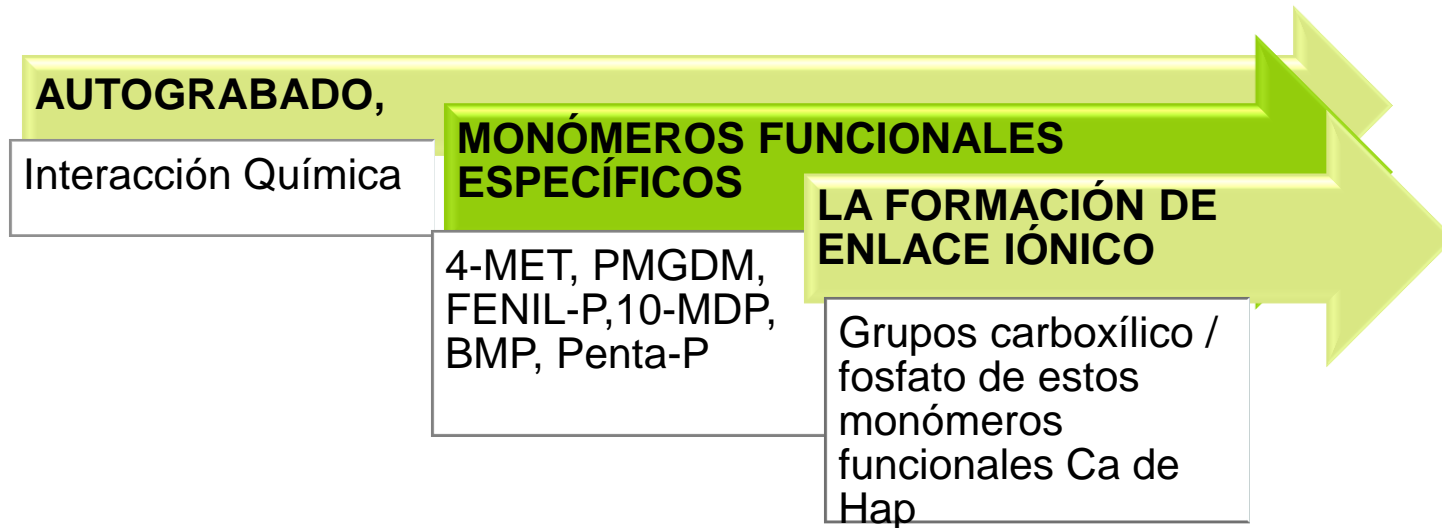 AUTOGRABADO,
Interacción Química
MONÓMEROS FUNCIONALES
ESPECÍFICOS
4-MET, PMGDM,
FENIL-P,10-MDP,
BMP, Penta-P
LA FORMACIÓN DE
ENLACE IÓNICO
Grupos carboxílico /
fosfato de estos
monómeros
funcionales Ca de
Hap